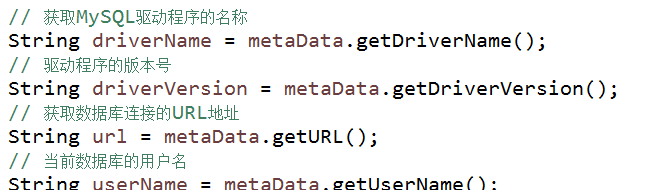 // 获取MySQL驱动程序的名称
String driverName = metaData.getDriverName();
// 驱动程序的版本号
String driverVersion = metaData.getDriverVersion();
// 获取数据库连接的URL地址
String url = metaData.getURL();
// 当前数据库的用户名
String userName = metaData.getUserName();